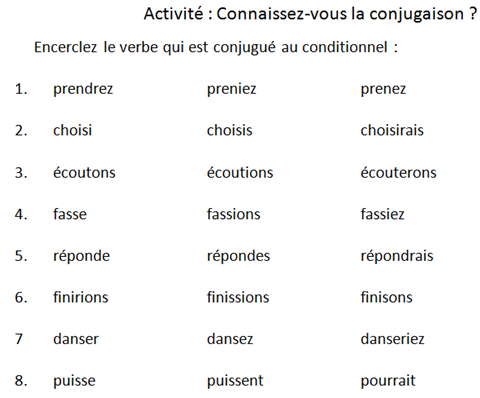 Activité : Connaissez-vous la conjugaison ?
Encerclez le verbe qui est conjugué au conditionnel :
1. prendrez preniez prenez
2. choisi choisis choisirais
3. écoutons écoutions écouterons
4. fasse fassions fassiez
5. réponde répondes répondrais
6. finirions finissions finisons
7 danser dansez danseriez
8. puisse puissent pourrait